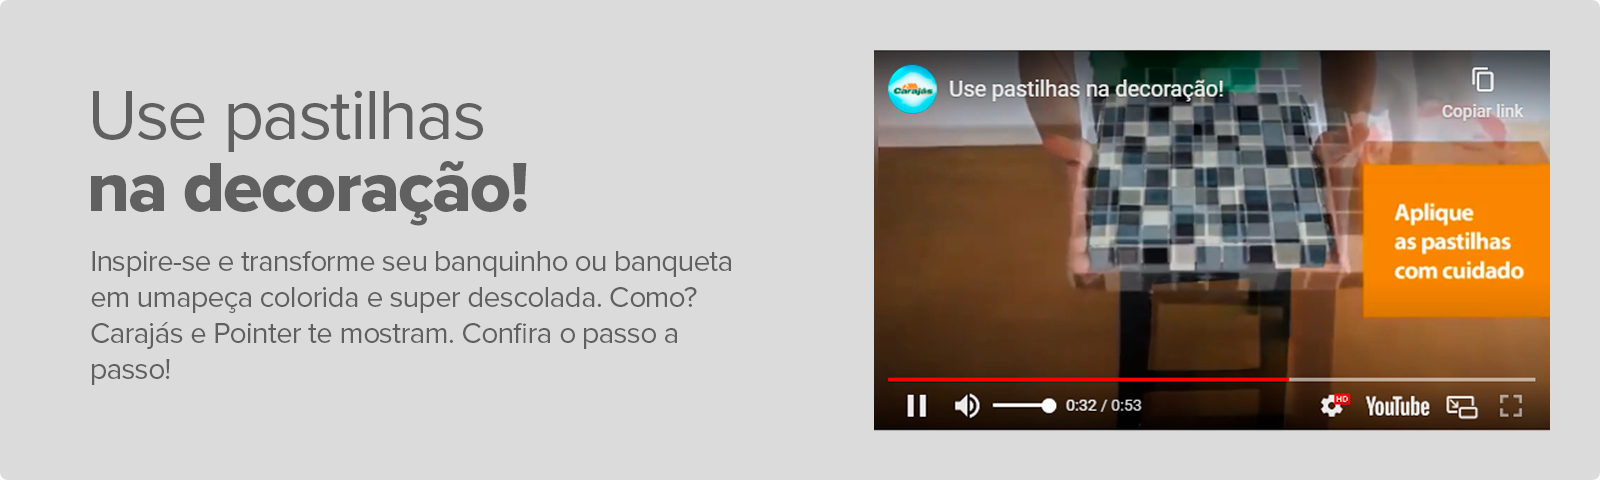 Use pastilhas
na decoração!
Inspire-se e transforme seu banquinho ou banqueta
em umapeça colorida e super descolada. Como?
Carajás e Pointer te mostram. Confira o passo a
passo!
Carajás
Use pastilhas na decoração!
Copiar link
Aplique
as pastilhas
com cuidado
0:32 / 0:53
HD
YouTube